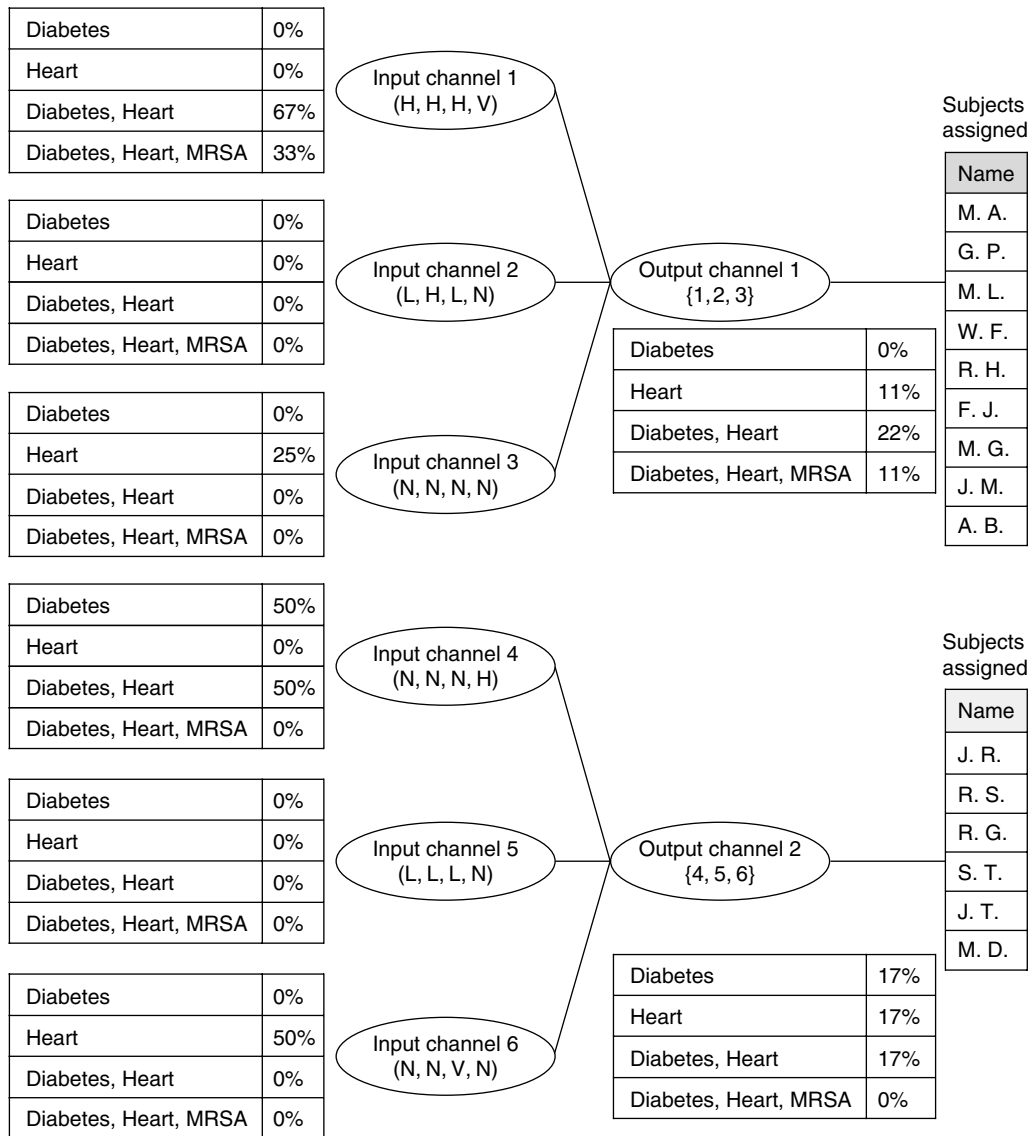 Diabetes 0%
Heart 0%
Diabetes, Heart 67%
Diabetes, Heart, MRSA 33%
Input channel 1
(H, H, H, V)
Diabetes 0%
Heart 0%
Diabetes, Heart 0%
Diabetes, Heart, MRSA 0%
Input channel 2
(L, H, L, N)
Diabetes 0%
Heart 25%
Diabetes, Heart 0%
Diabetes, Heart, MRSA 0%
Input channel 3
(N, N, N, N)
Output channel 1
{1,2, 3}
Diabetes 0%
Heart 11%
Diabetes, Heart 22%
Diabetes, Heart, MRSA 11%
Subjects
assigned
Name
M. A.
G. P.
M. L.
W. F.
R. H.
F. J.
M. G.
J. M.
A. B.
Diabetes 50%
Heart 0%
Diabetes, Heart 50%
Diabetes, Heart, MRSA 0%
Input channel 4
(N, N, N, H)
Diabetes 0%
Heart 0%
Diabetes, Heart 0%
Diabetes, Heart, MRSA 0%
Input channel 5
(L, L, L, N)
Diabetes 0%
Heart 50%
Diabetes, Heart 0%
Diabetes, Heart, MRSA 0%
Input channel 6
(N, N, V, N)
Output channel 2
{4, 5, 6}
Diabetes 17%
Heart 17%
Diabetes, Heart 17%
Diabetes, Heart, MRSA 0%
Subjects
assigned
Name
J. R.
R. S.
R. G.
S. T.
J. T.
M. D.